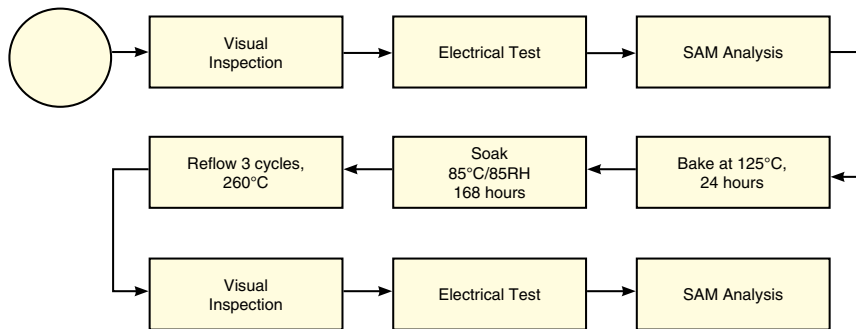 Visual
Inspection
Electrical Test
SAM Analysis
Reflow 3 cycles,
260°C
Soak
85°C/85RH
168 hours
Bake at 125°C,
24 hours
Visual
Inspection
Electrical Test
SAM Analysis